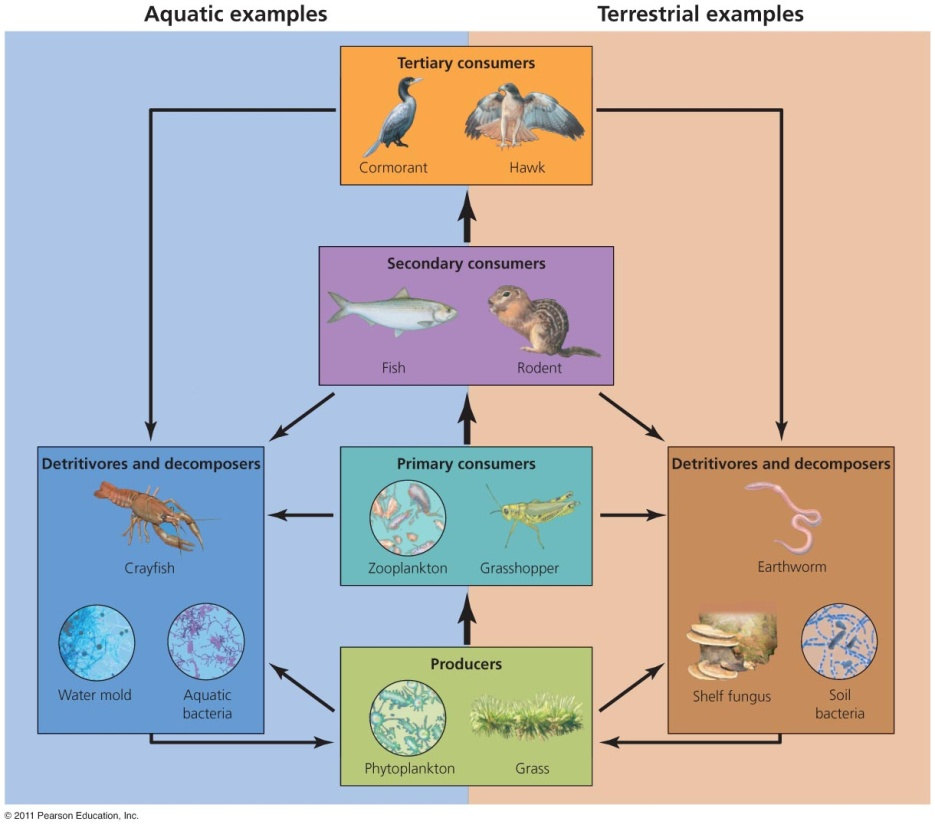 Aquatic examples
Terrestrial examples
Tertiary consumers
Cormorant
Hawk
Secondary consumers
Fish
Rodent
Detritivores and decomposers
Crayfish
Water mold
Aquatic
bacteria
Primary consumers
Zooplankton
Grasshopper
Detritivores and decomposers
Earthworm
Shelf fungus
Soil
bacteria
Producers
Phytoplankton
Grass
© 2011 Pearson Education, Inc.